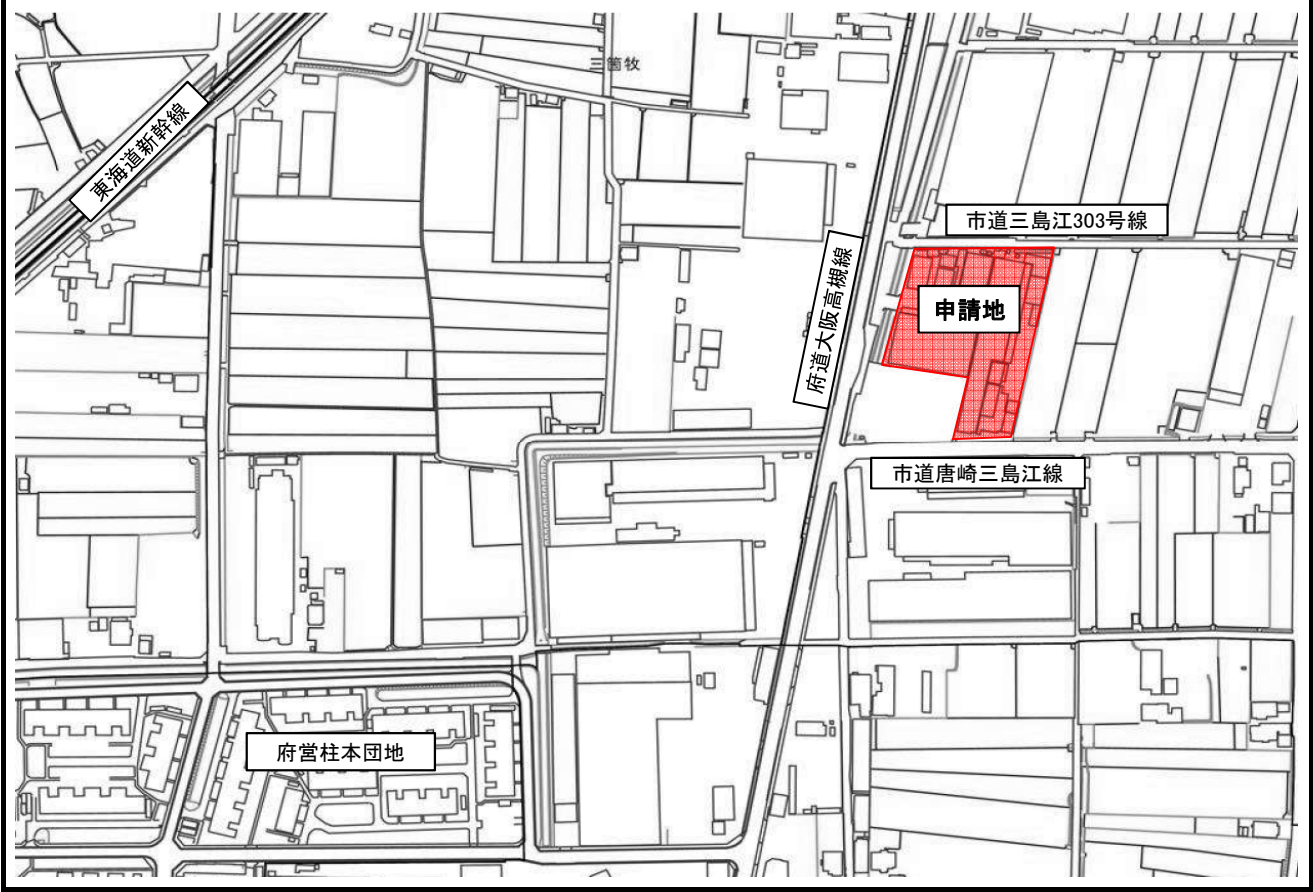 三箇牧
東海道新幹線
市道三島江303号線
府道大阪高槻線
申請地
市道唐崎三島江線
府営柱本団地